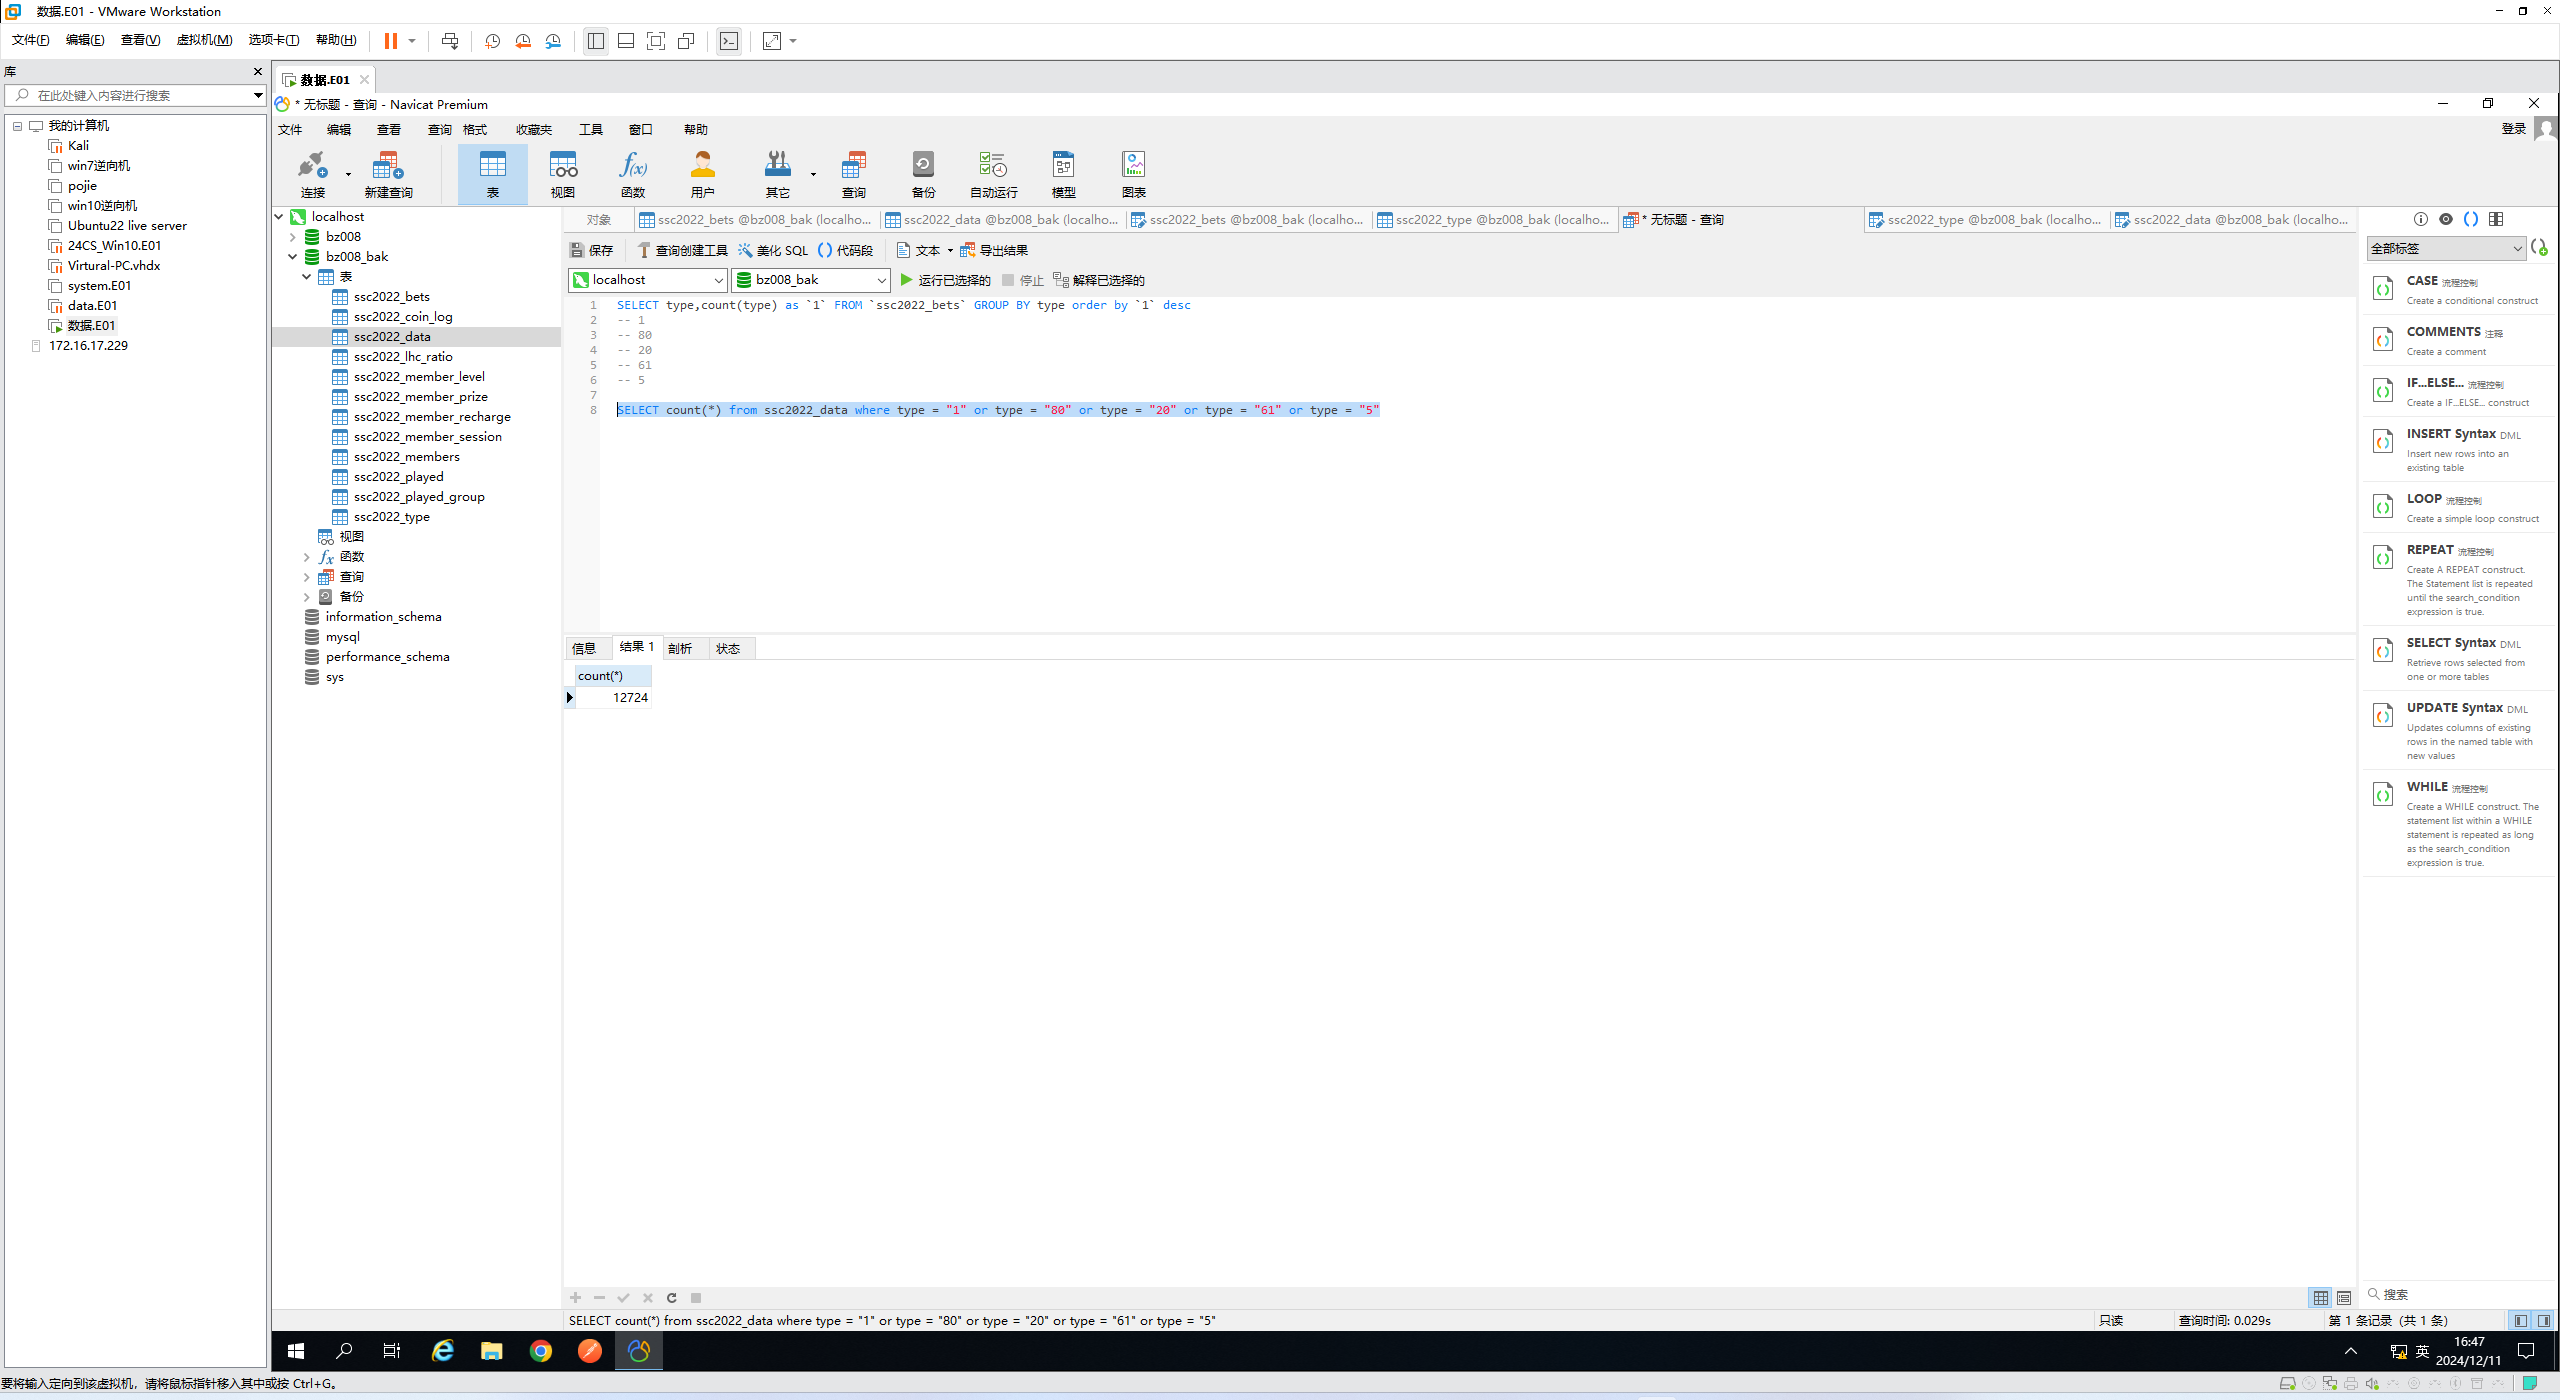 数据.E01 - VMware Workstation
文件(F) 编辑(E) 查看(V) 虚拟机(M) 选项卡(T) 帮助(H)
库
在此处键入内容进行搜索
我的计算机
Kali
win7逆向机
pojie
win10逆向机
Ubuntu22 live server
24CS_Win10.E01
Virtural-PC.vhdx
system.E01
data.E01
数据.E01
172.16.17.229
数据.E01
* 无标题 - 查询 - Navicat Premium
文件 编辑 查看 查询 格式 收藏夹 工具 窗口 帮助
登录
连接 新建查询 表 视图 函数 用户 其它 查询 备份 自动运行 模型 图表
localhost
bz008
bz008_bak
表
ssc2022_bets
ssc2022_coin_log
ssc2022_data
ssc2022_lhc_ratio
ssc2022_member_level
ssc2022_member_prize
ssc2022_member_recharge
ssc2022_member_session
ssc2022_members
ssc2022_played
ssc2022_played_group
ssc2022_type
视图
函数
查询
备份
information_schema
mysql
performance_schema
sys
对象 ssc2022_bets @bz008_bak (localho... ssc2022_data @bz008_bak (localho... ssc2022_bets @bz008_bak (localho... ssc2022_type @bz008_bak (localho... * 无标题 - 查询 ssc2022_type @bz008_bak (localho... ssc2022_data @bz008_bak (localho...
保存 查询创建工具 美化 SQL 代码段 文本 导出结果
localhost bz008_bak 运行已选择的 停止 解释已选择的
1 SELECT type,count(type) as `1` FROM `ssc2022_bets` GROUP BY type order by `1` desc
2 -- 1
3 -- 80
4 -- 20
5 -- 61
6 -- 5
7
8 SELECT count(*) from ssc2022_data where type = "1" or type = "80" or type = "20" or type = "61" or type = "5"
信息 结果 1 剖析 状态
count(*)
12724
全部标签
CASE 流程控制
Create a conditional construct
COMMENTS 注释
Create a comment
IF...ELSE... 流程控制
Create a IF...ELSE... construct
INSERT Syntax DML
Insert new rows into an
existing table
LOOP 流程控制
Create a simple loop construct
REPEAT 流程控制
Create A REPEAT construct.
The Statement list is repeated
until the search_condition
expression is true.
SELECT Syntax DML
Retrieve rows selected from
one or more tables
UPDATE Syntax DML
Updates columns of existing
rows in the named table with
new values
WHILE 流程控制
Create a WHILE construct. The
statement list within a WHILE
statement is repeated as long
as the search_condition
expression is true.
搜索
SELECT count(*) from ssc2022_data where type = "1" or type = "80" or type = "20" or type = "61" or type = "5"
只读 查询时间: 0.029s 第 1 条记录 (共 1 条)
英
16:47
2024/12/11
要将输入定向到该虚拟机，请将鼠标指针移入其中或按 Ctrl+G。